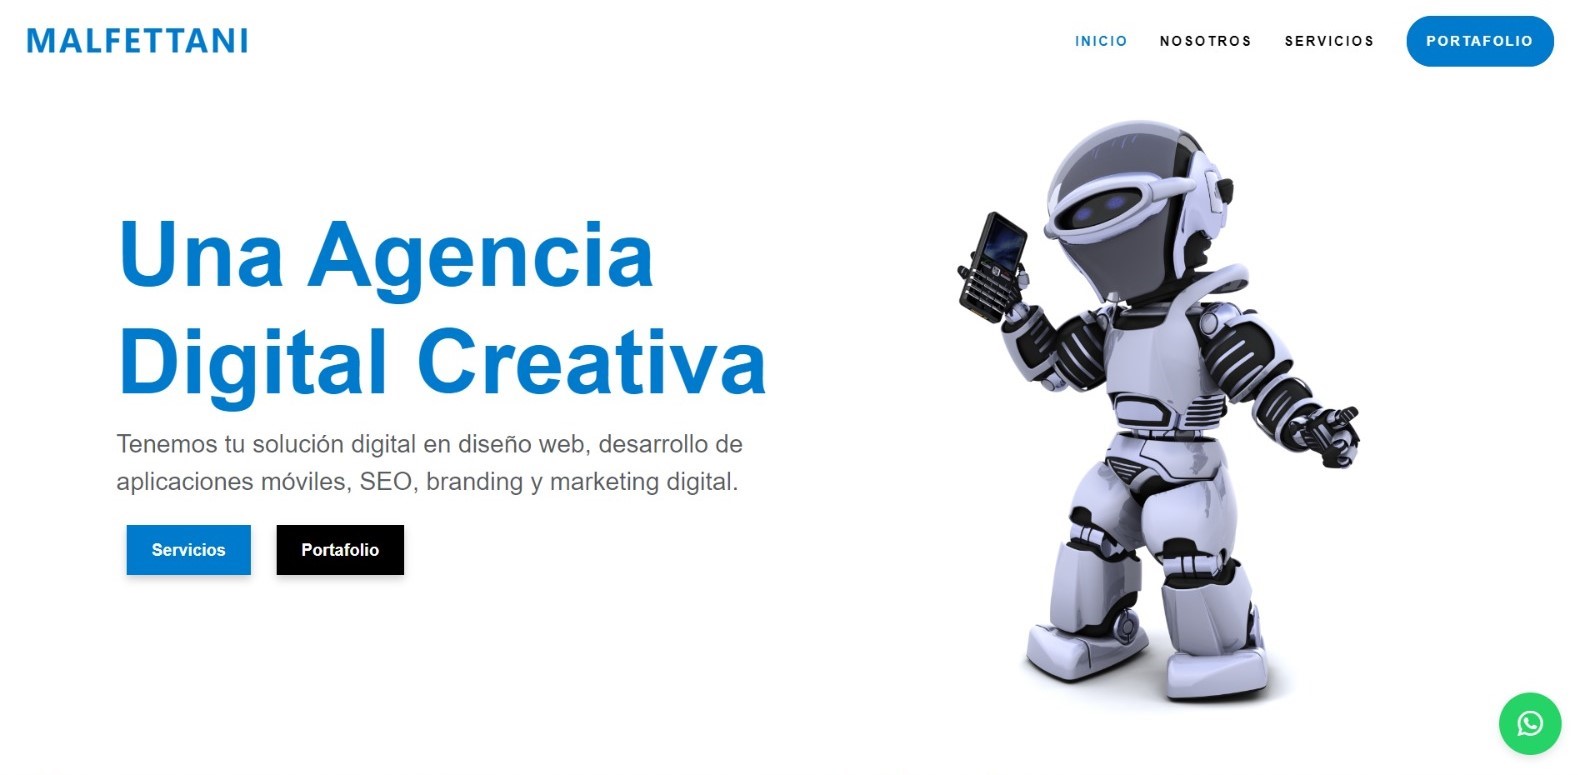 MALFETTANI
INICIO NOSOTROS SERVICIOS PORTAFOLIO
Una Agencia
Digital Creativa
Tenemos tu solución digital en diseño web, desarrollo de
aplicaciones móviles, SEO, branding y marketing digital.
Servicios Portafolio